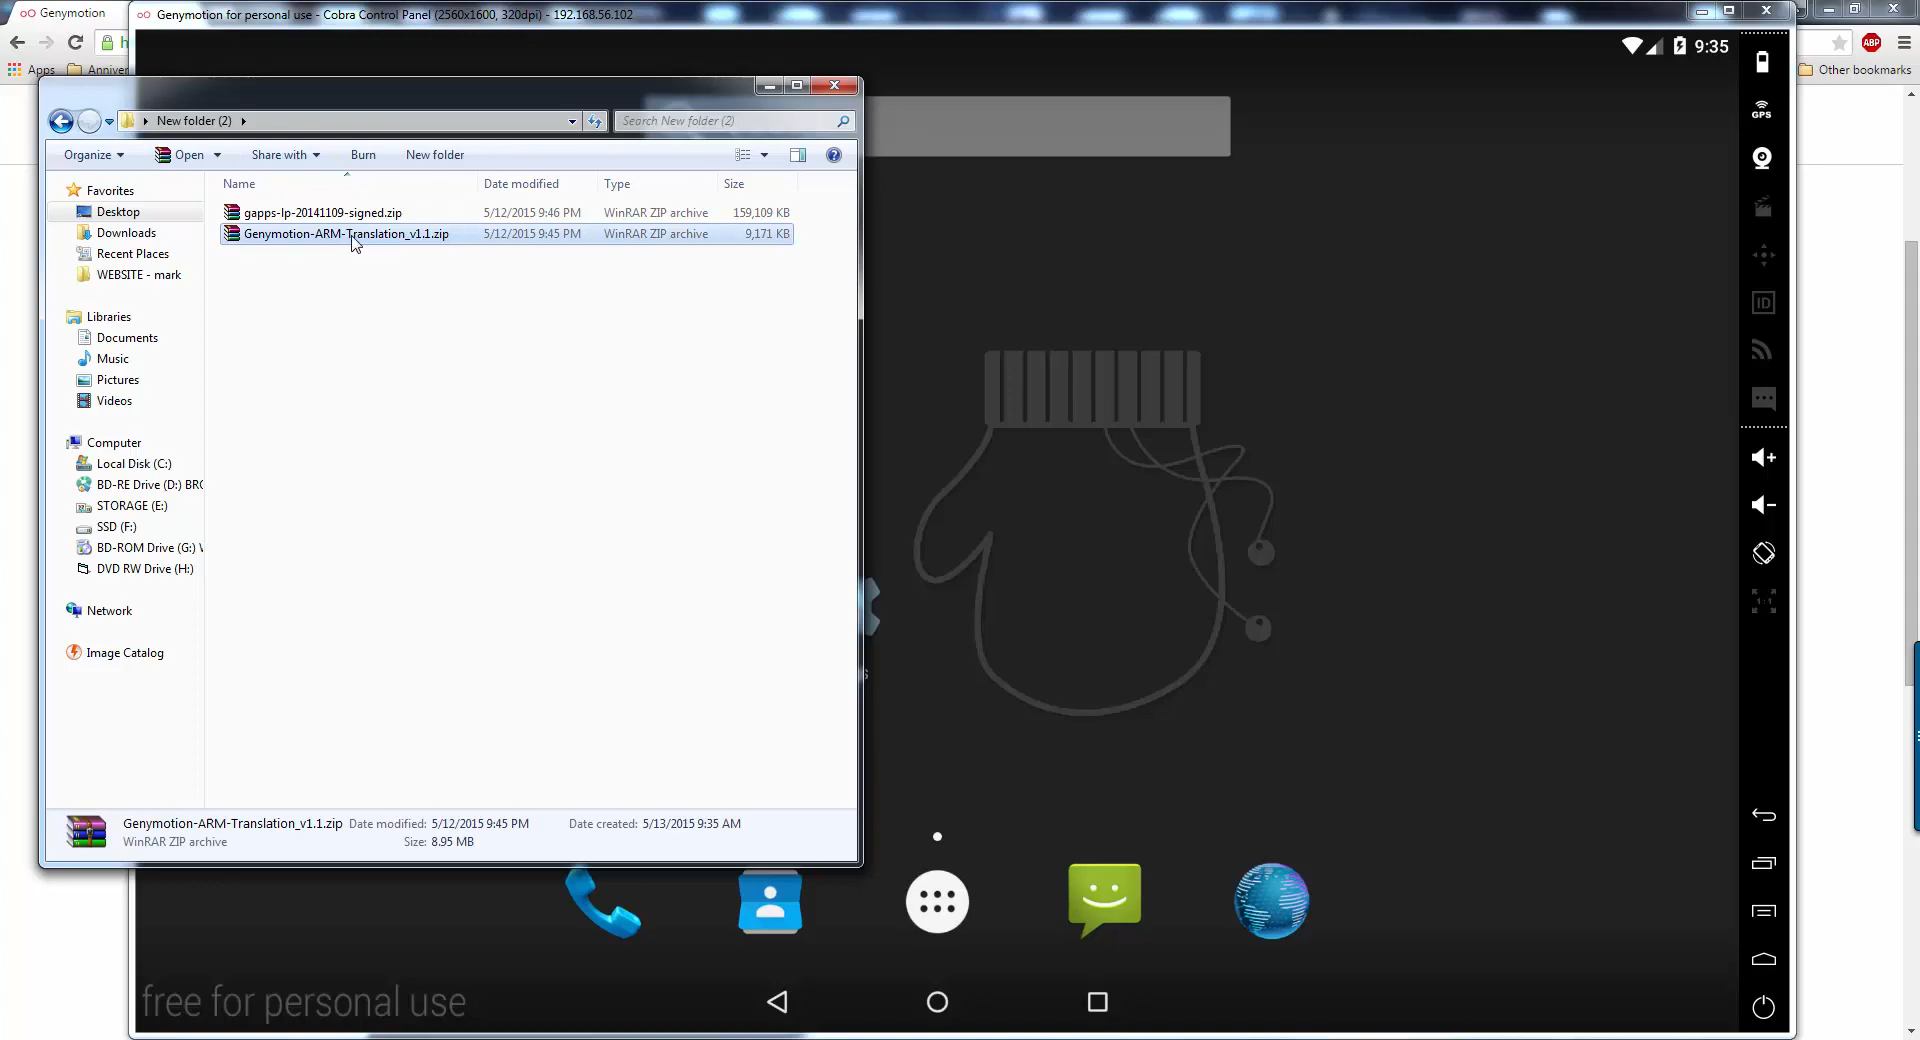 Genymotion
Genymotion for personal use - Cobra Control Panel (2560x1600, 320dpi) - 192.168.56.102
h
ABP
Apps
Anniver
Other bookmarks
9:35
New folder (2)
Search New folder (2)
Organize
Open
Share with
Burn
New folder
Name
Date modified
Type
Size
gapps-lp-20141109-signed.zip 5/12/2015 9:46 PM WinRAR ZIP archive 159,109 KB
Genymotion-ARM-Translation_v1.1.zip 5/12/2015 9:45 PM WinRAR ZIP archive 9,171 KB
Favorites
Desktop
Downloads
Recent Places
WEBSITE - mark
Libraries
Documents
Music
Pictures
Videos
Computer
Local Disk (C:)
BD-RE Drive (D:) BRO
STORAGE (E:)
SSD (F:)
BD-ROM Drive (G:) V
DVD RW Drive (H:)
Network
Image Catalog
Genymotion-ARM-Translation_v1.1.zip Date modified: 5/12/2015 9:45 PM Date created: 5/13/2015 9:35 AM
WinRAR ZIP archive Size: 8.95 MB
GPS
ID
1:1
s
free for personal use